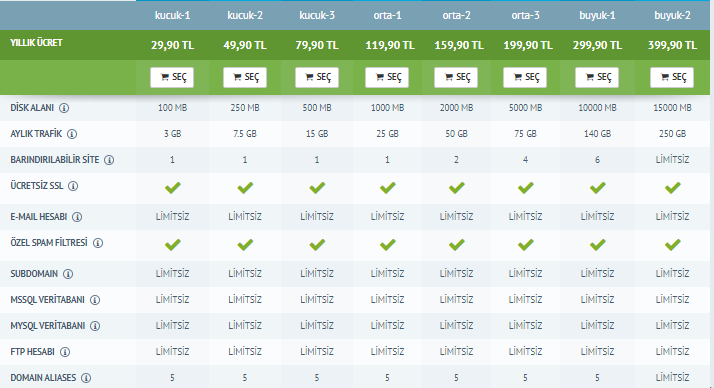 kucuk-1 kucuk-2 kucuk-3 orta-1 orta-2 orta-3 buyuk-1 buyuk-2
YILLIK ÜCRET 29,90 TL 49,90 TL 79,90 TL 119,90 TL 159,90 TL 199,90 TL 299,90 TL 399,90 TL
SEÇ SEÇ SEÇ SEÇ SEÇ SEÇ SEÇ SEÇ
DİSK ALANI 100 MB 250 MB 500 MB 1000 MB 2000 MB 5000 MB 10000 MB 15000 MB
AYLIK TRAFİK 3 GB 7.5 GB 15 GB 25 GB 50 GB 75 GB 140 GB 250 GB
BARINDIRILABİLİR SİTE 1 1 1 1 2 4 6 LİMİTSİZ
ÜCRETSİZ SSL
E-MAIL HESABI LİMİTSİZ LİMİTSİZ LİMİTSİZ LİMİTSİZ LİMİTSİZ LİMİTSİZ LİMİTSİZ LİMİTSİZ
ÖZEL SPAM FİLTRESİ
SUBDOMAIN LİMİTSİZ LİMİTSİZ LİMİTSİZ LİMİTSİZ LİMİTSİZ LİMİTSİZ LİMİTSİZ LİMİTSİZ
MSSQL VERİTABANI LİMİTSİZ LİMİTSİZ LİMİTSİZ LİMİTSİZ LİMİTSİZ LİMİTSİZ LİMİTSİZ LİMİTSİZ
MYSQL VERİTABANI LİMİTSİZ LİMİTSİZ LİMİTSİZ LİMİTSİZ LİMİTSİZ LİMİTSİZ LİMİTSİZ LİMİTSİZ
FTP HESABI LİMİTSİZ LİMİTSİZ LİMİTSİZ LİMİTSİZ LİMİTSİZ LİMİTSİZ LİMİTSİZ LİMİTSİZ
DOMAIN ALIASES 5 5 5 5 5 5 5 LİMİTSİZ